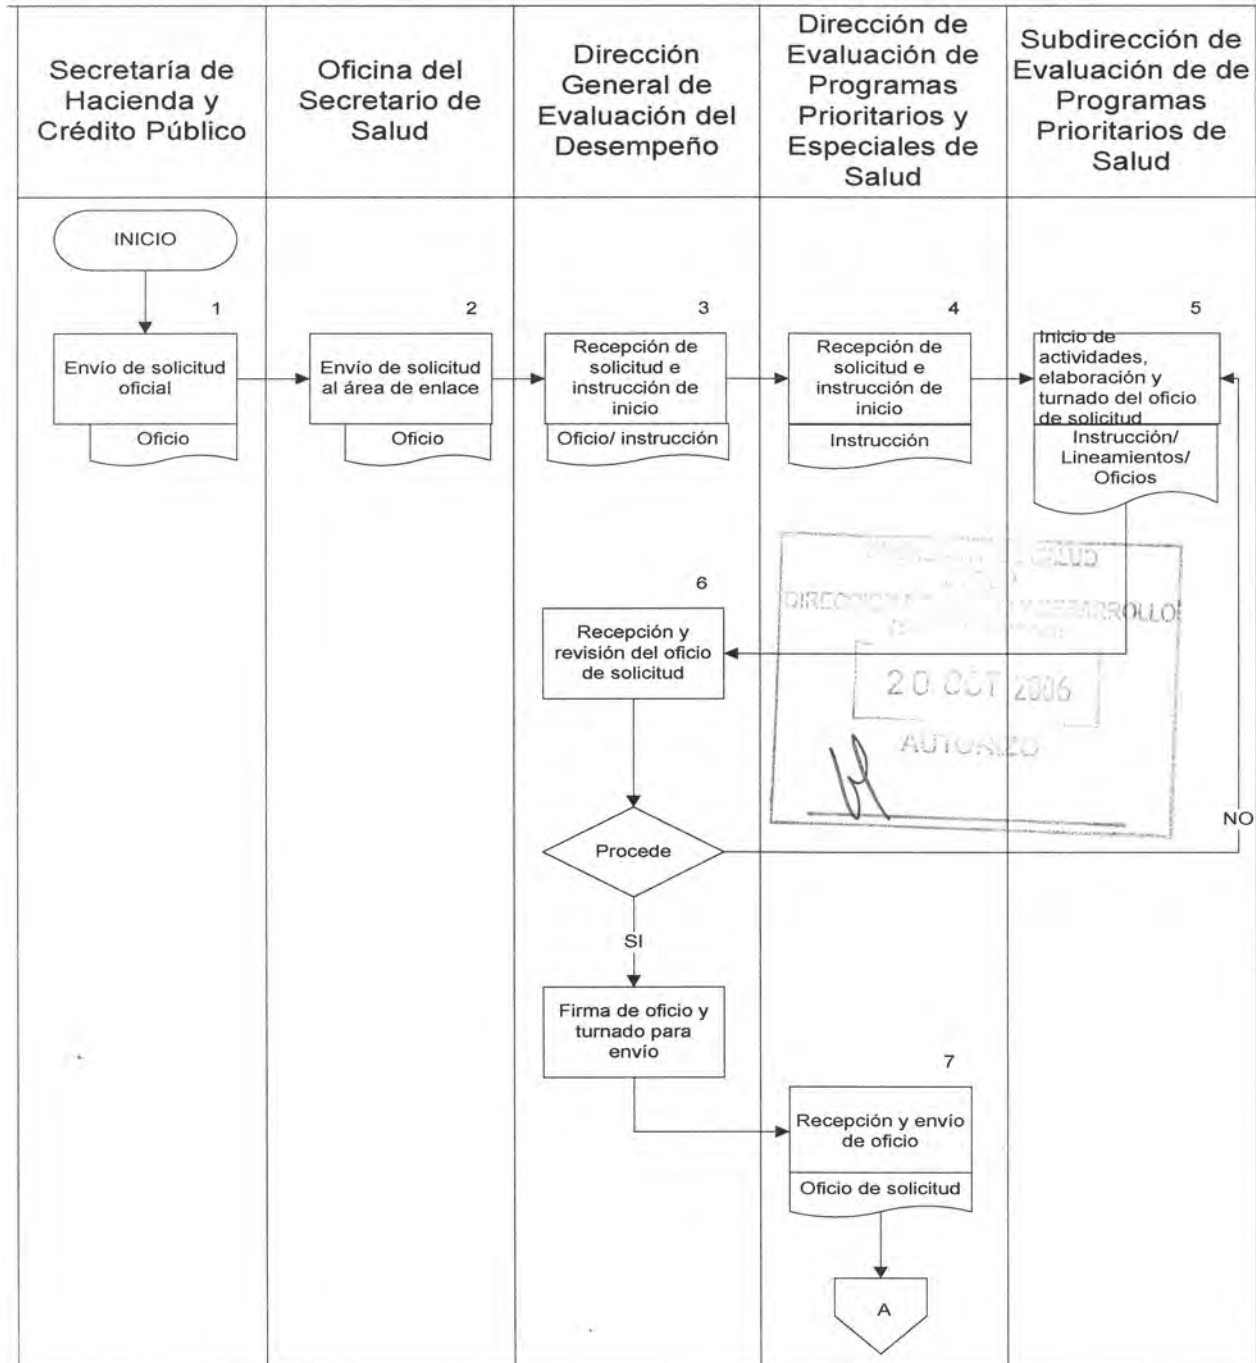 Secretaría de
Hacienda y
Crédito Público
Oficina del
Secretario de
Salud
Dirección
General de
Evaluación del
Desempeño
Dirección de
Evaluación de
Programas
Prioritarios y
Especiales de
Salud
Subdirección de
Evaluación de de
Programas
Prioritarios de
Salud
INICIO
1
Envío de solicitud
oficial
Oficio
2
Envío de solicitud
al área de enlace
Oficio
3
Recepción de
solicitud e
instrucción de
inicio
Oficio/ instrucción
4
Recepción de
solicitud e
instrucción de
inicio
Instrucción
5
Inicio de
actividades,
elaboración y
turnado del oficio
de solicitud
Instrucción/
Lineamientos/
Oficios
SALUD
DESARROLLO
20 OCT 2006
AUTORIZO
6
Recepción y
revisión del oficio
de solicitud
Procede
NO
SI
Firma de oficio y
turnado para
envío
7
Recepción y envío
de oficio
Oficio de solicitud
A